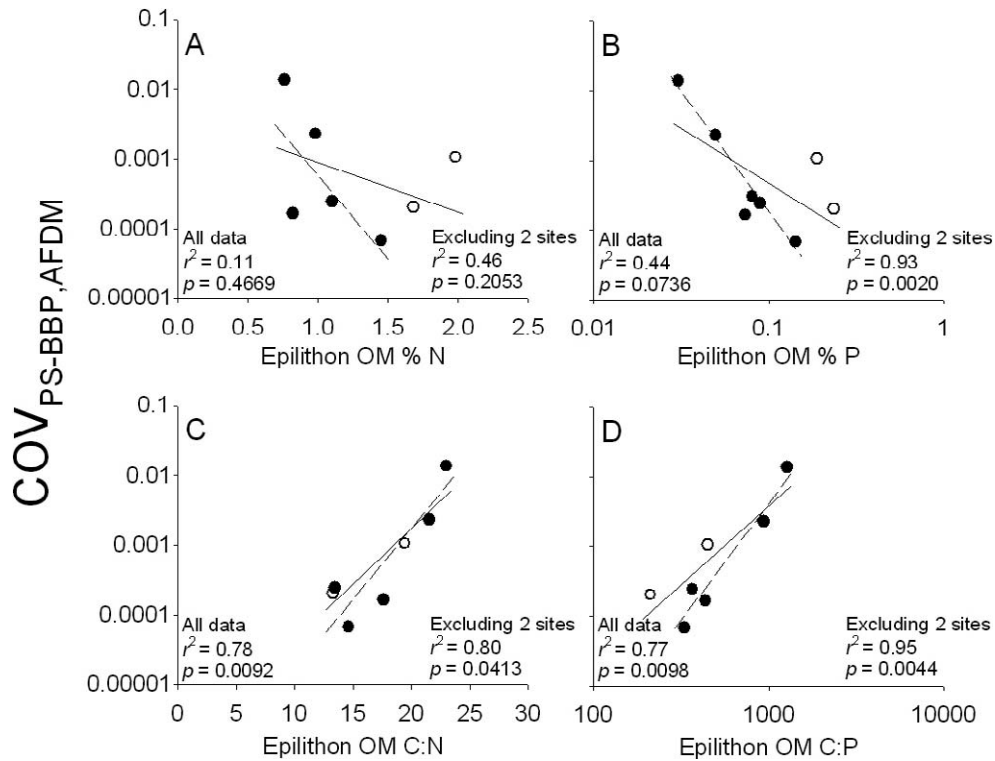 COV PS-BBP,AFDM
A
0.1
0.01
0.001
0.0001
0.00001
All data
r² = 0.11
p = 0.4669
Excluding 2 sites
r² = 0.46
p = 0.2053
0.0 0.5 1.0 1.5 2.0 2.5
Epilithon OM % N
B
All data
r² = 0.44
p = 0.0736
Excluding 2 sites
r² = 0.93
p = 0.0020
0.01 0.1 1
Epilithon OM % P
C
0.1
0.01
0.001
0.0001
0.00001
All data
r² = 0.78
p = 0.0092
Excluding 2 sites
r² = 0.80
p = 0.0413
0 5 10 15 20 25 30
Epilithon OM C:N
D
All data
r² = 0.77
p = 0.0098
Excluding 2 sites
r² = 0.95
p = 0.0044
100 1000 10000
Epilithon OM C:P